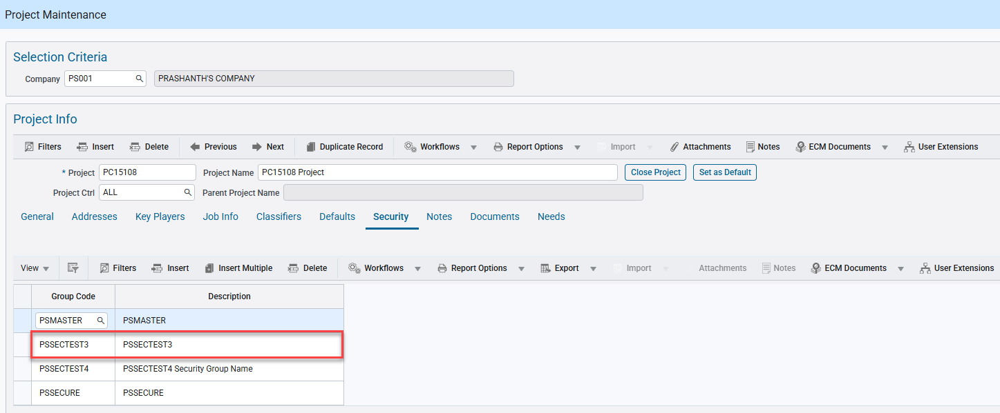 Project Maintenance
Selection Criteria
Company PS001 PRASHANTH'S COMPANY
Project Info
Filters Insert Delete Previous Next Duplicate Record Workflows Report Options Import Attachments Notes ECM Documents User Extensions
* Project PC15108 Project Name PC15108 Project Close Project Set as Default
Project Ctrl ALL Parent Project Name
General Addresses Key Players Job Info Classifiers Defaults Security Notes Documents Needs
View Filters Insert Insert Multiple Delete Workflows Report Options Export Import Attachments Notes ECM Documents User Extensions
Group Code Description
PSMASTER PSMASTER
PSSECTEST3 PSSECTEST3
PSSECTEST4 PSSECTEST4 Security Group Name
PSSECURE PSSECURE